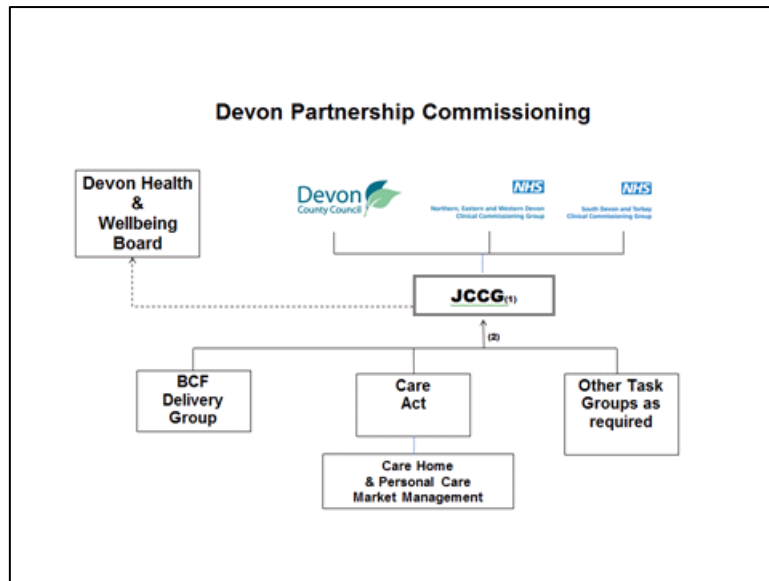 Devon Partnership Commissioning
Devon Health
&
Wellbeing
Board
Devon
County Council
NHS
Northern, Eastern and Western Devon
Clinical Commissioning Group
NHS
South Devon and Torbay
Clinical Commissioning Group
JCCG(1)
(2)
BCF
Delivery
Group
Care
Act
Other Task
Groups as
required
Care Home
& Personal Care
Market Management